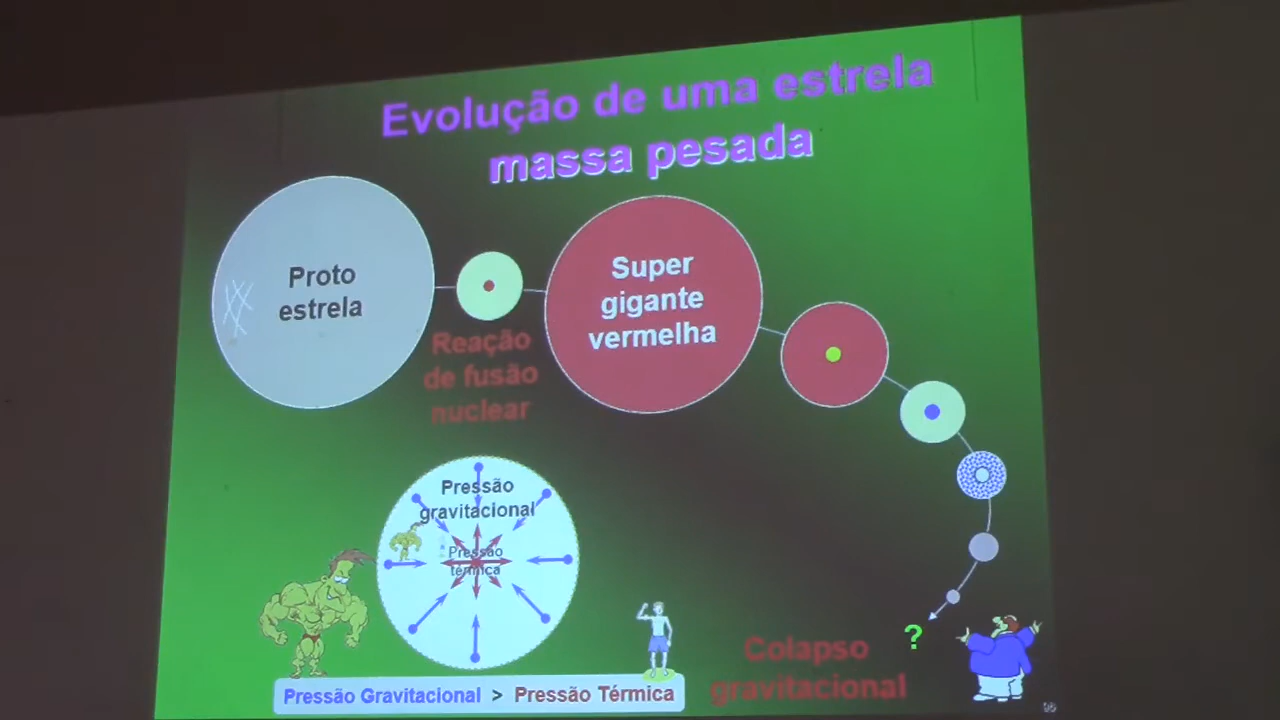 Evolução de uma estrela
massa pesada
Proto
estrela
Reação
de fusão
nuclear
Super
gigante
vermelha
Pressão
gravitacional
Pressão
térmica
Pressão Gravitacional > Pressão Térmica
Colapso
gravitacional
?